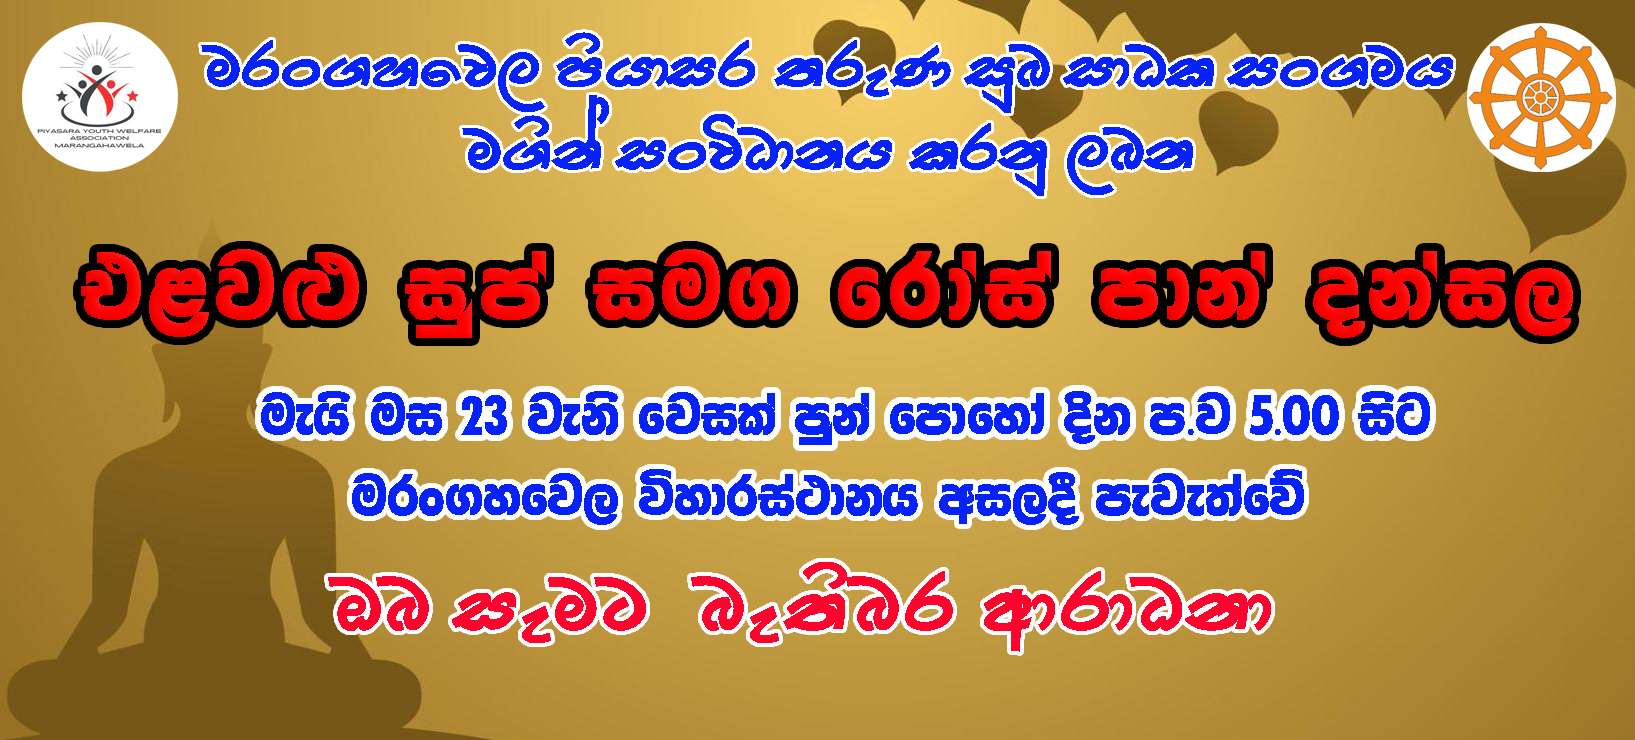 මරංගහවෙල පියාසර තරුණ සුබ සාධක සංගමය
මගින් සංවිධානය කරනු ලබන
එළවළු සුප් සමග රෝස් පාන් දන්සල
මැයි මස 23 වැනි වෙසක් පුන් පොහෝ දින ප.ව 5.00 සිට
මරංගහවෙල විහාරස්ථානය අසලදී පැවැත්වේ
ඔබ සැමට බැතිබර ආරාධනා
PIYASARA YOUTH WELFARE
ASSOCIATION
MARANGAHAWELA